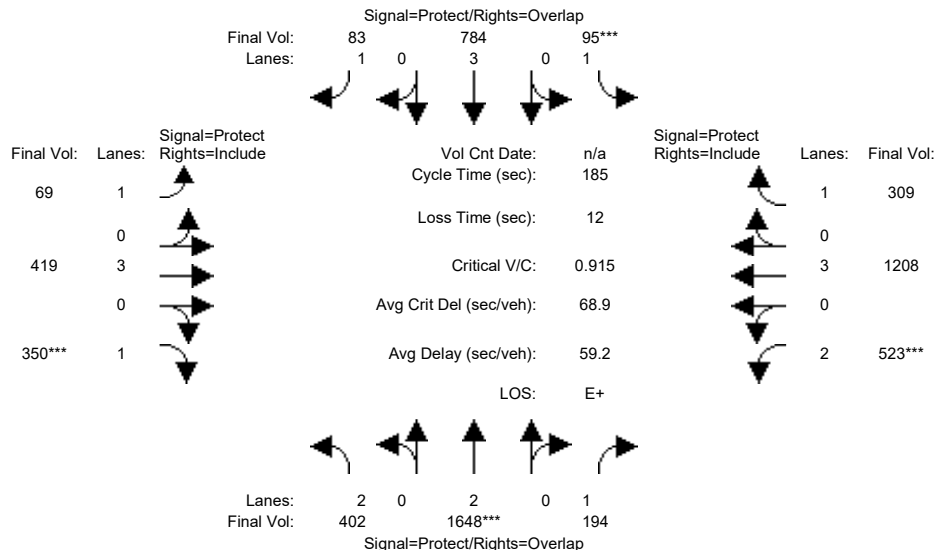 Signal=Protect/Rights=Overlap
Final Vol: 83 784 95***
Lanes: 1 0 3 0 1
Signal=Protect Signal=Protect
Final Vol: Lanes: Rights=Include Vol Cnt Date: n/a Rights=Include Lanes: Final Vol:
Cycle Time (sec): 185
69 1 1 309
Loss Time (sec): 12
0 0
419 3 Critical V/C: 0.915 3 1208
0 Avg Crit Del (sec/veh): 68.9 0
350*** 1 Avg Delay (sec/veh): 59.2 2 523***
LOS: E+
Lanes: 2 0 2 0 1
Final Vol: 402 1648*** 194
Signal=Protect/Rights=Overlap